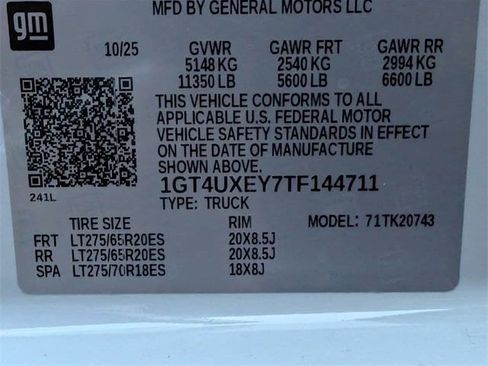 MFD BY GENERAL MOTORS LLC
gm
10/25 GVWR GAWR FRT GAWR RR
5148 KG 2540 KG 2994 KG
11350 LB 5600 LB 6600 LB
THIS VEHICLE CONFORMS TO ALL
APPLICABLE U.S. FEDERAL MOTOR
VEHICLE SAFETY STANDARDS IN EFFECT
ON THE DATE OF MANUFACTURE
SHOWN ABOVE.
241L
1GT4UXEY7TF144711
TYPE: TRUCK
TIRE SIZE RIM MODEL: 71TK20743
FRT LT275/65R20ES 20X8.5J
RR LT275/65R20ES 20X8.5J
SPA LT275/70R18ES 18X8J